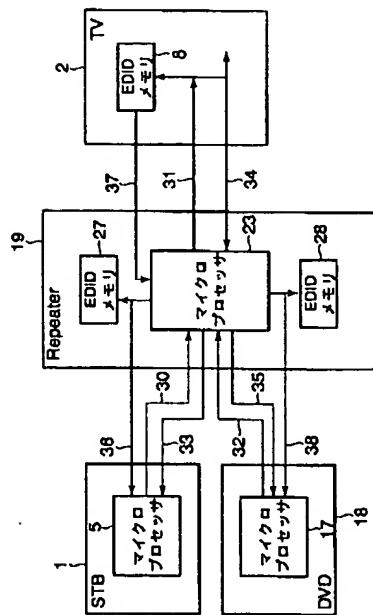 TV
2
EDID
メモリ
8
37
31
34
19
Repeater
EDID
メモリ
27
マイクロ
プロセッサ
23
EDID
メモリ
28
36
30
33
32
35
38
STB
1
マイクロ
プロセッサ
5
DVD
18
マイクロ
プロセッサ
17